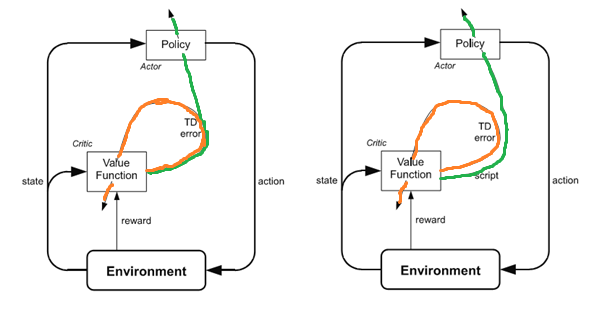 Policy
Actor
Critic
TD
error
Value
Function
state
action
reward
Environment
Policy
Actor
Critic
TD
error
Value
Function
script
state
action
reward
Environment